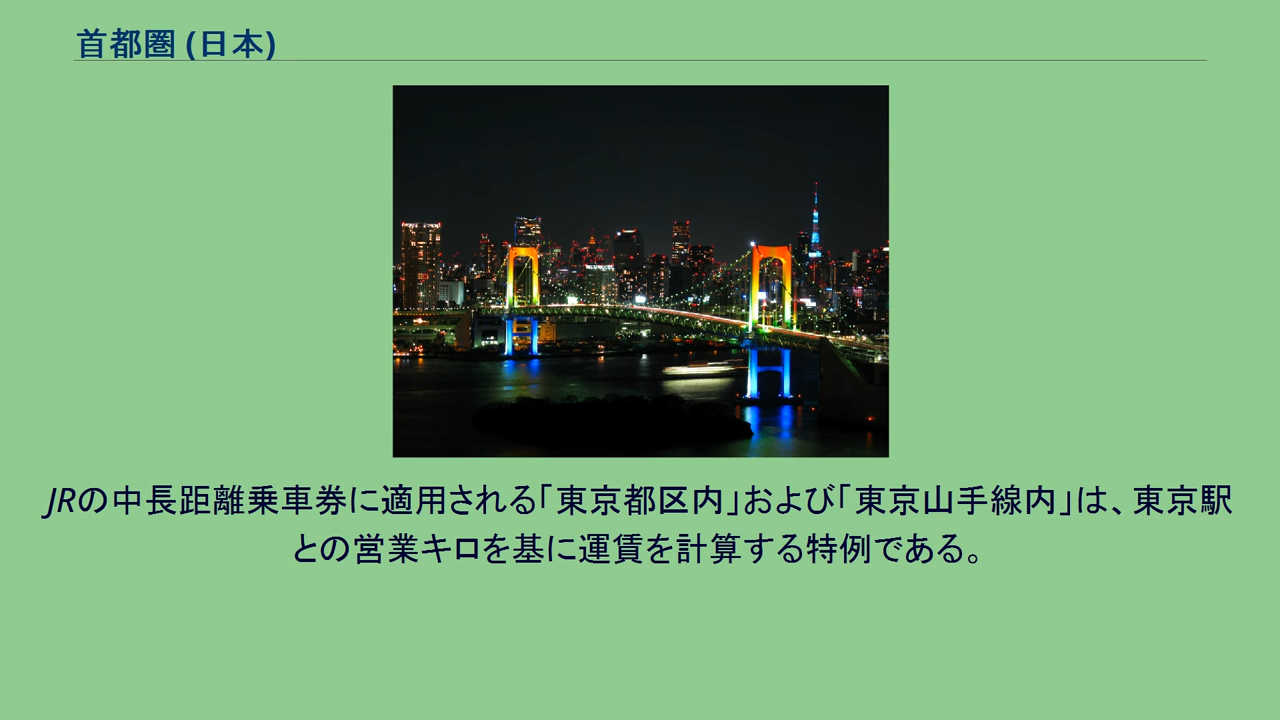 首都圏 (日本)
JRの中長距離乗車券に適用される「東京都区内」および「東京山手線内」は、東京駅
との営業キロを基に運賃を計算する特例である。